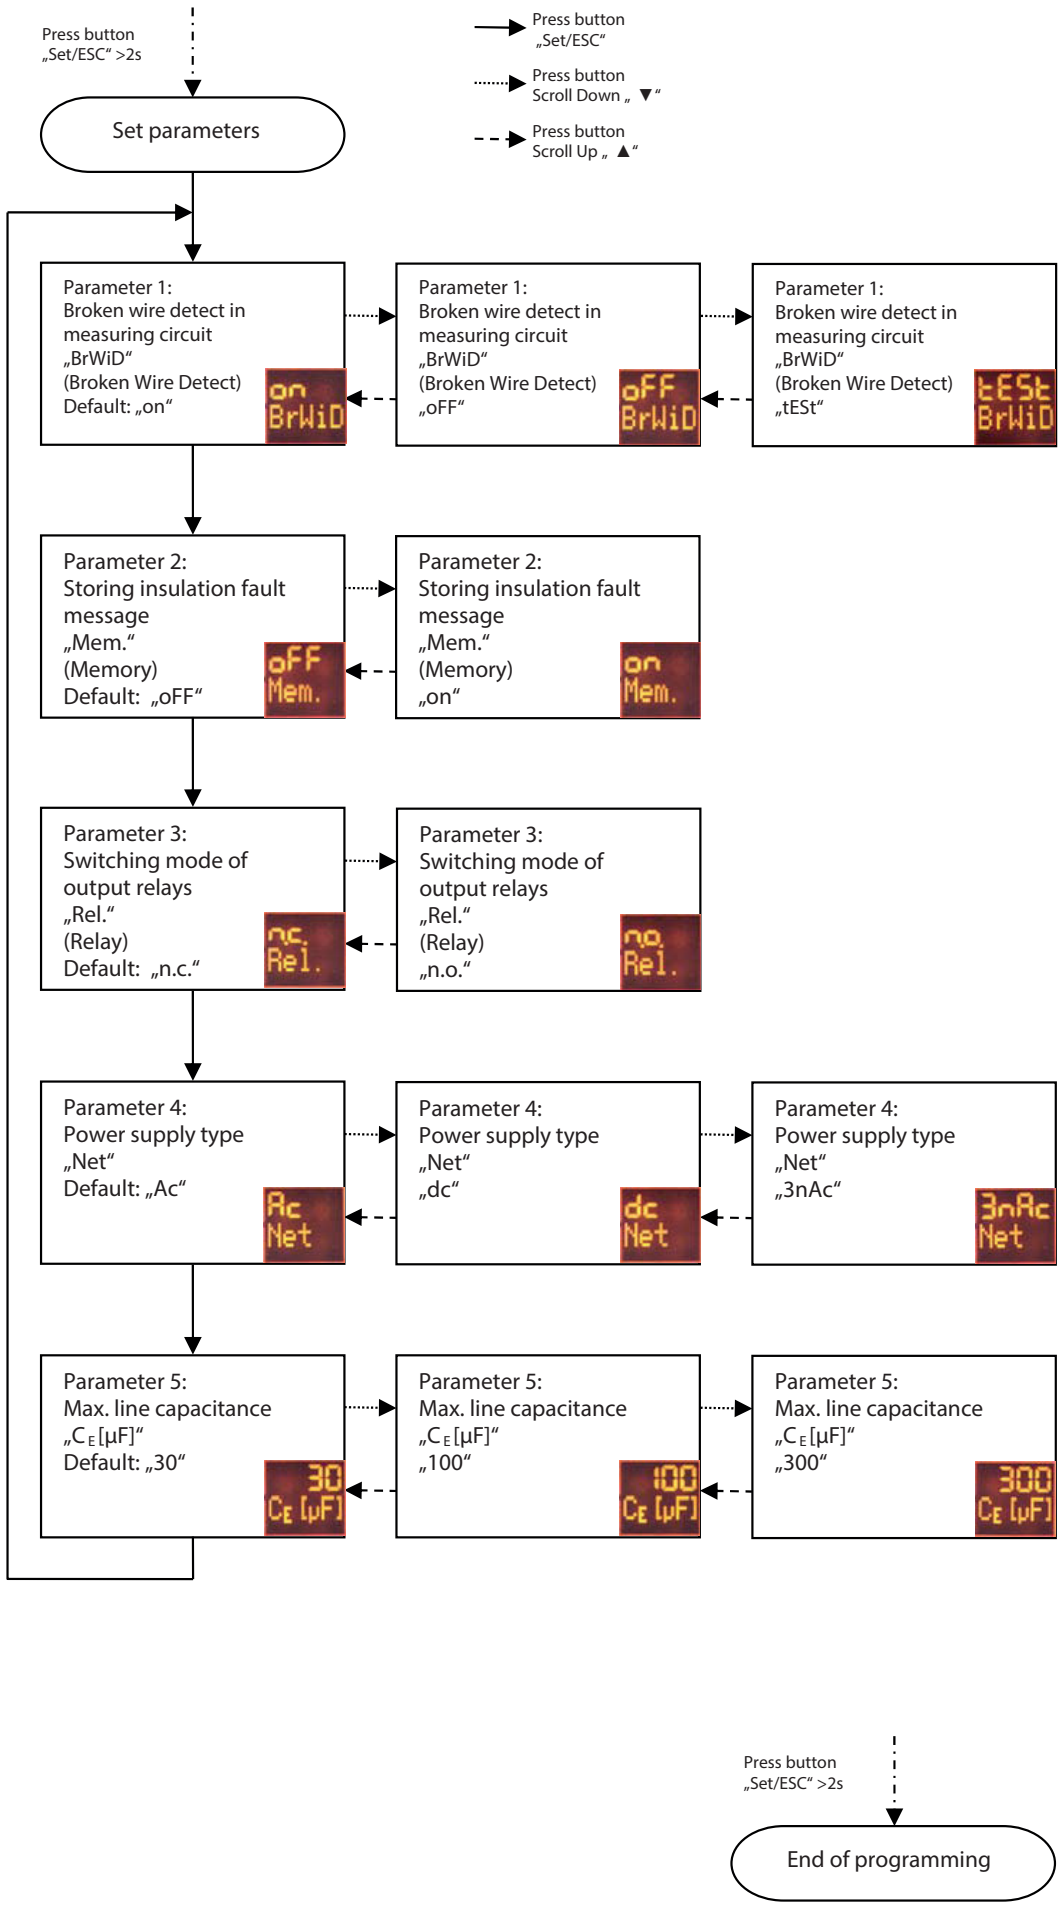 Press button
„Set/ESC“ >2s
Press button
„Set/ESC“
Press button
Scroll Down „ ▼“
Press button
Scroll Up „ ▲“
Set parameters
Parameter 1:
Broken wire detect in
measuring circuit
„BrWiD“
(Broken Wire Detect)
Default: „on“
on
BrWiD
Parameter 1:
Broken wire detect in
measuring circuit
„BrWiD“
(Broken Wire Detect)
„oFF“
oFF
BrWiD
Parameter 1:
Broken wire detect in
measuring circuit
„BrWiD“
(Broken Wire Detect)
„tESt“
tESt
BrWiD
Parameter 2:
Storing insulation fault
message
„Mem.“
(Memory)
Default: „oFF“
oFF
Mem.
Parameter 2:
Storing insulation fault
message
„Mem.“
(Memory)
„on“
on
Mem.
Parameter 3:
Switching mode of
output relays
„Rel.“
(Relay)
Default: „n.c.“
n.c.
Rel.
Parameter 3:
Switching mode of
output relays
„Rel.“
(Relay)
„n.o.“
n.o.
Rel.
Parameter 4:
Power supply type
„Net“
Default: „Ac“
Ac
Net
Parameter 4:
Power supply type
„Net“
„dc“
dc
Net
Parameter 4:
Power supply type
„Net“
„3nAc“
3nAc
Net
Parameter 5:
Max. line capacitance
„CE[µF]“
Default: „30“
30
CE [µF]
Parameter 5:
Max. line capacitance
„CE[µF]“
„100“
100
CE [µF]
Parameter 5:
Max. line capacitance
„CE[µF]“
„300“
300
CE [µF]
Press button
„Set/ESC“ >2s
End of programming